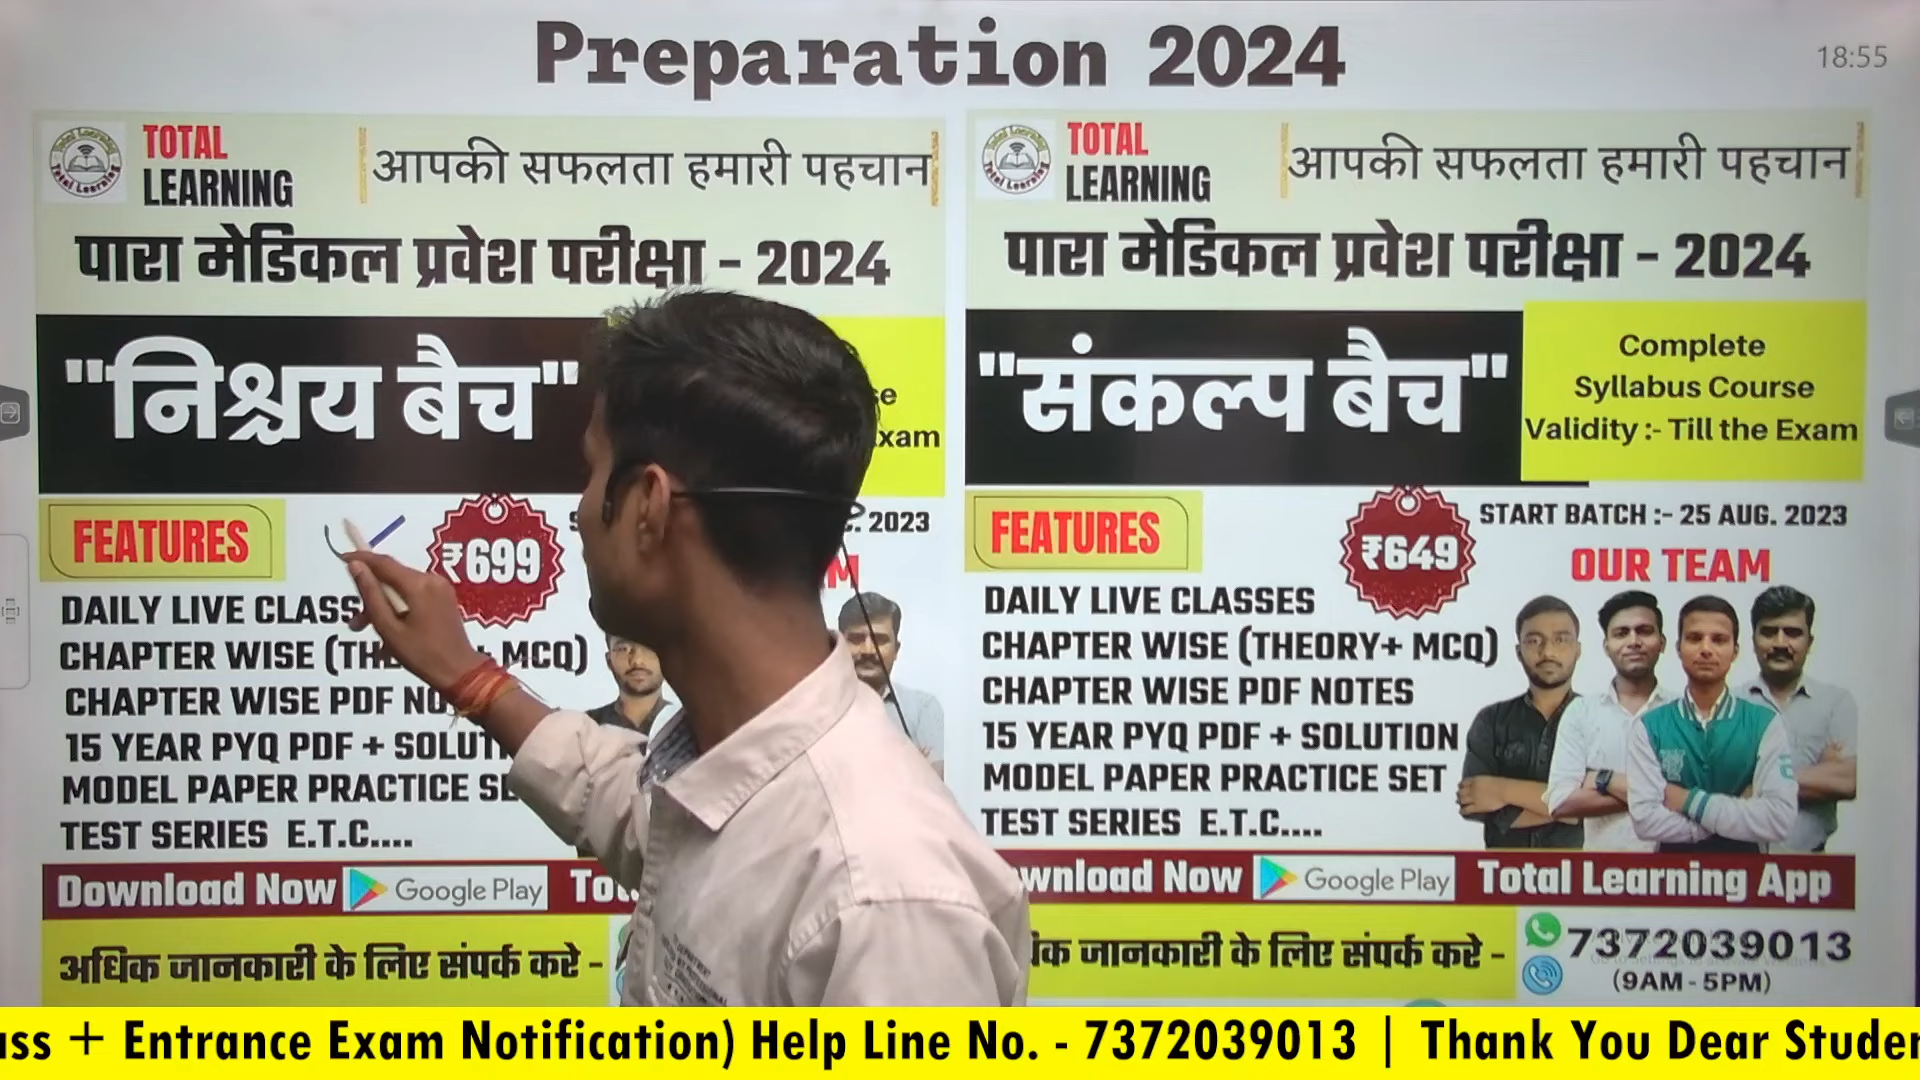 Preparation 2024
18:55
TOTAL
LEARNING
आपकी सफलता हमारी पहचान
पारा मेडिकल प्रवेश परीक्षा - 2024
"निश्चय बैच"
Exam
FEATURES
₹699
2023
DAILY LIVE CLASS
CHAPTER WISE MCQ)
CHAPTER WISE PDF
15 YEAR PYQ PDF +
MODEL PAPER PRACTICE
TEST SERIES E.T.C....
Download Now
Google Play
अधिक जानकारी के लिए संपर्क करे -
TOTAL
LEARNING
आपकी सफलता हमारी पहचान
पारा मेडिकल प्रवेश परीक्षा - 2024
"संकल्प बैच"
Complete
Syllabus Course
Validity :- Till the Exam
FEATURES
₹649
START BATCH :- 25 AUG. 2023
OUR TEAM
DAILY LIVE CLASSES
CHAPTER WISE (THEORY+ MCQ)
CHAPTER WISE PDF NOTES
15 YEAR PYQ PDF + SOLUTION
MODEL PAPER PRACTICE SET
TEST SERIES E.T.C....
wnload Now Google Play Total Learning App
जानकारी के लिए संपर्क करे -
7372039013
(9AM - 5PM)
ass + Entrance Exam Notification) Help Line No. - 7372039013 | Thank You Dear Studen